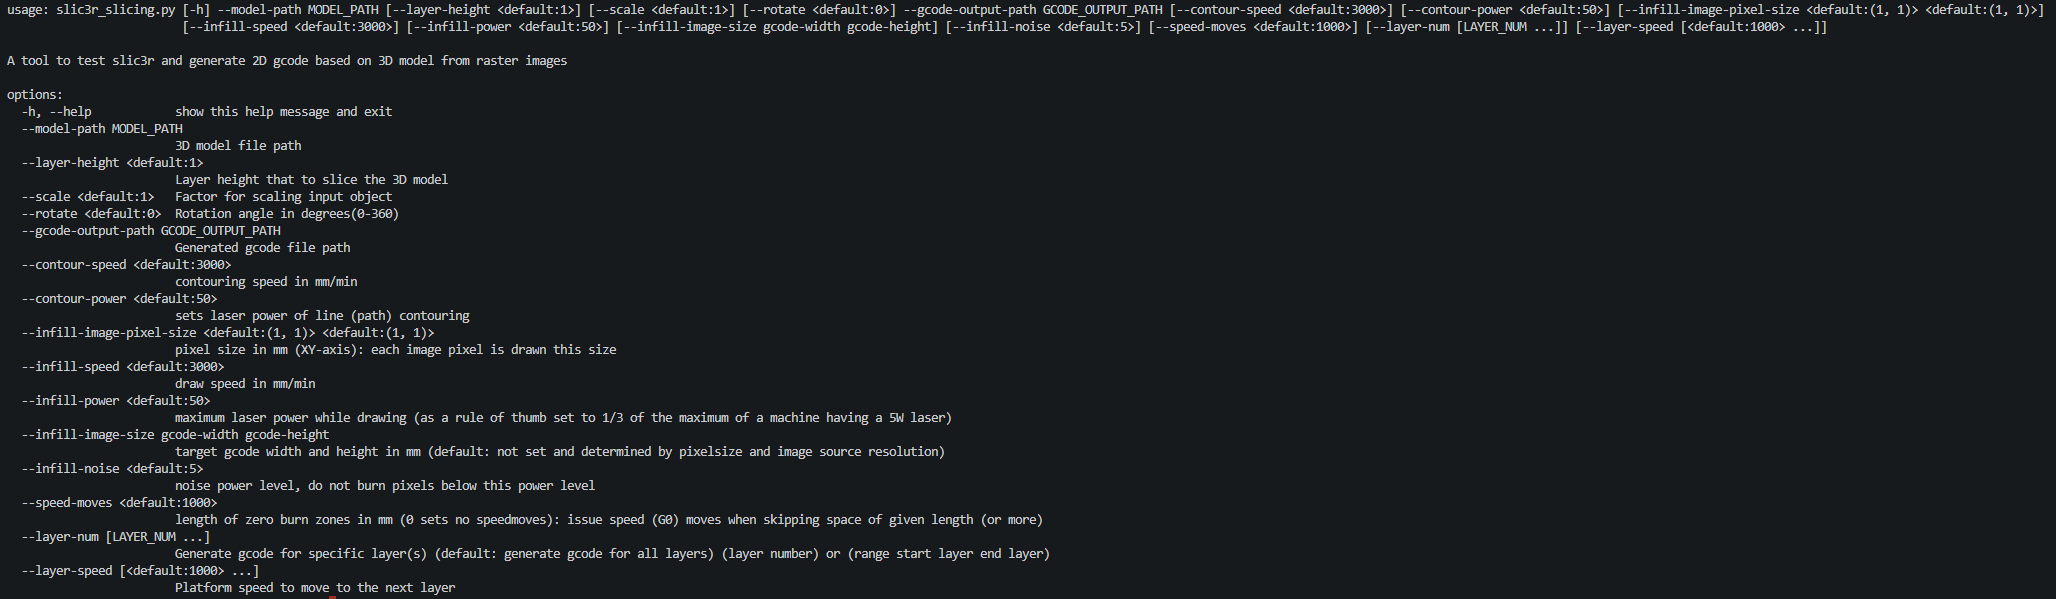 usage: slic3r_slicing.py [-h] --model-path MODEL_PATH [--layer-height <default:1>] [--scale <default:1>] [--rotate <default:0>] --gcode-output-path GCODE_OUTPUT_PATH [--contour-speed <default:3000>] [--contour-power <default:50>] [--infill-image-pixel-size <default:(1, 1)> <default:(1, 1)>]
[--infill-speed <default:3000>] [--infill-power <default:50>] [--infill-image-size gcode-width gcode-height] [--infill-noise <default:5>] [--speed-moves <default:1000>] [--layer-num [LAYER_NUM ...]] [--layer-speed [<default:1000> ...]]
A tool to test slic3r and generate 2D gcode based on 3D model from raster images
options:
-h, --help show this help message and exit
--model-path MODEL_PATH
3D model file path
--layer-height <default:1>
Layer height that to slice the 3D model
--scale <default:1> Factor for scaling input object
--rotate <default:0> Rotation angle in degrees(0-360)
--gcode-output-path GCODE_OUTPUT_PATH
Generated gcode file path
--contour-speed <default:3000>
contouring speed in mm/min
--contour-power <default:50>
sets laser power of line (path) contouring
--infill-image-pixel-size <default:(1, 1)> <default:(1, 1)>
pixel size in mm (XY-axis): each image pixel is drawn this size
--infill-speed <default:3000>
draw speed in mm/min
--infill-power <default:50>
maximum laser power while drawing (as a rule of thumb set to 1/3 of the maximum of a machine having a 5W laser)
--infill-image-size gcode-width gcode-height
target gcode width and height in mm (default: not set and determined by pixelsize and image source resolution)
--infill-noise <default:5>
noise power level, do not burn pixels below this power level
--speed-moves <default:1000>
length of zero burn zones in mm (0 sets no speedmoves): issue speed (G0) moves when skipping space of given length (or more)
--layer-num [LAYER_NUM ...]
Generate gcode for specific layer(s) (default: generate gcode for all layers) (layer number) or (range start layer end layer)
--layer-speed [<default:1000> ...]
Platform speed to move to the next layer